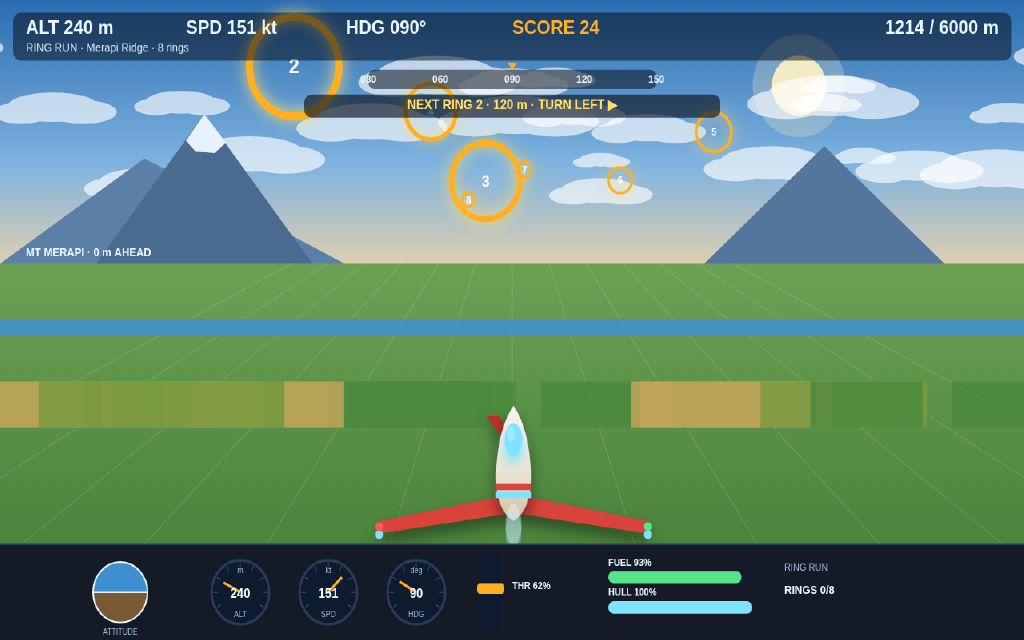 ALT 240 m SPD 151 kt HDG 090° SCORE 24 1214 / 6000 m
RING RUN · Merapi Ridge · 8 rings
2
030 060 090 120 150
NEXT RING 2 · 120 m · TURN LEFT ▶
4
5
3
7
6
8
MT MERAPI · 0 m AHEAD
m kt deg
240 151 90
ALT SPD HDG
ATTITUDE
THR 62%
FUEL 93%
HULL 100%
RING RUN
RINGS 0/8